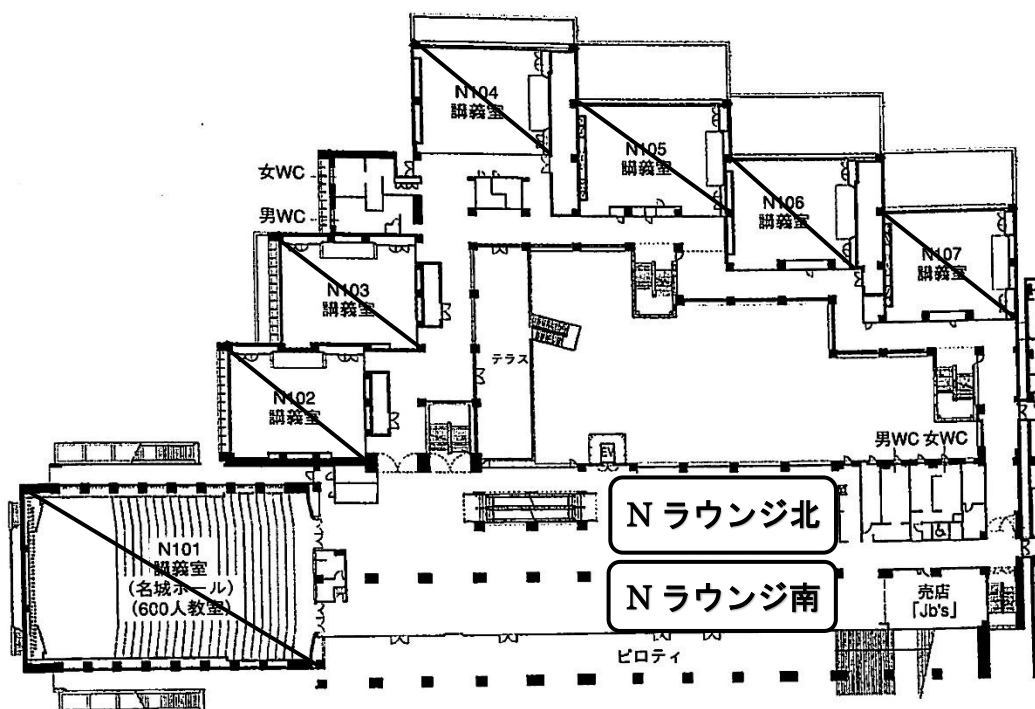 N104
講義室
N105
講義室
N106
講義室
N107
講義室
女WC
男WC
N103
講義室
テラス
N102
講義室
EV
男WC 女WC
N101
講義室
(名城ホール)
(600人教室)
N ラウンジ北
N ラウンジ南
売店
「Jb's」
ピロティ